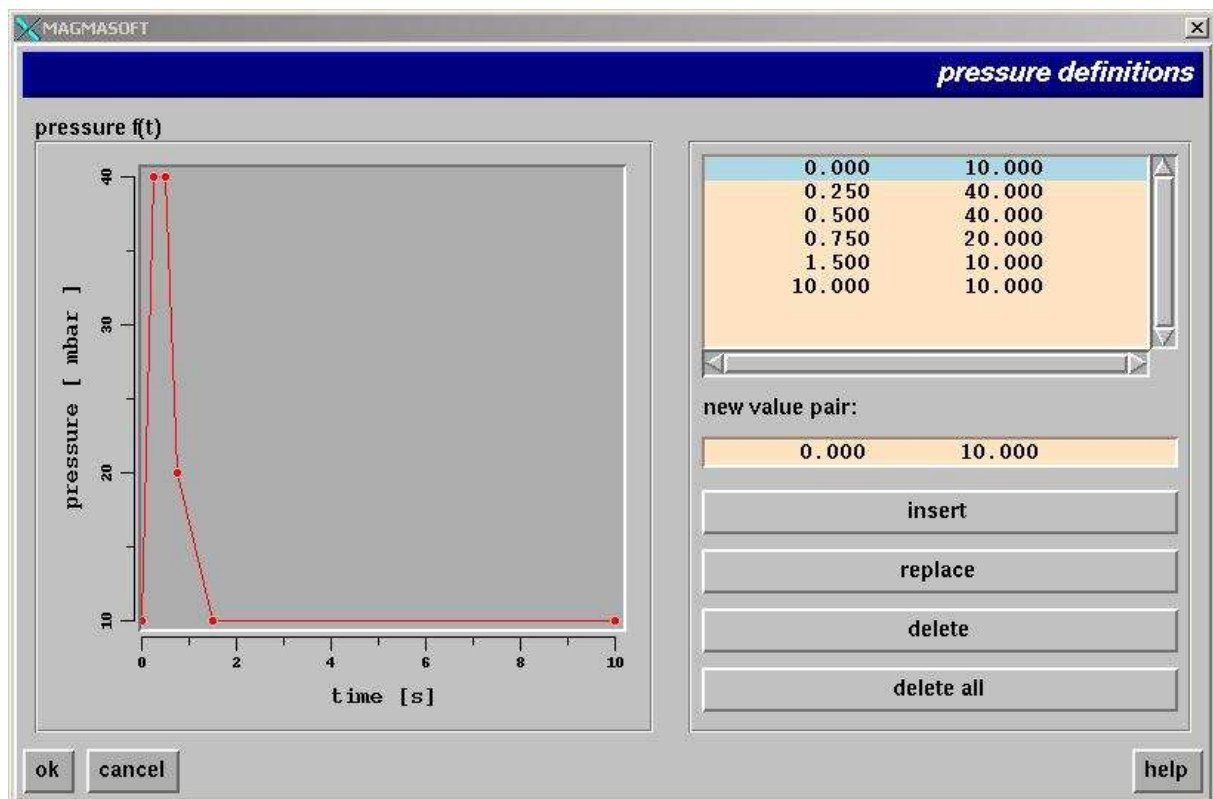 MAGMASOFT
pressure definitions
pressure f(t)
40
30
20
10
pressure [ mbar ]
0 2 4 6 8 10
time [s]
0.000 10.000
0.250 40.000
0.500 40.000
0.750 20.000
1.500 10.000
10.000 10.000
new value pair:
0.000 10.000
insert
replace
delete
delete all
ok cancel help